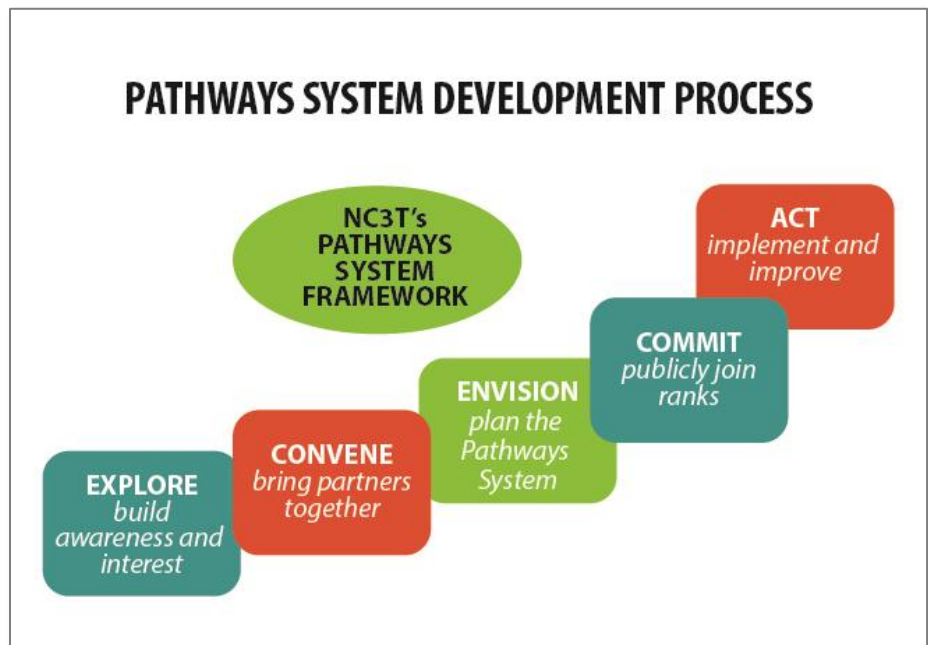 PATHWAYS SYSTEM DEVELOPMENT PROCESS
NC3T's
PATHWAYS
SYSTEM
FRAMEWORK
EXPLORE
build
awareness and
interest
CONVENE
bring partners
together
ENVISION
plan the
Pathways
System
COMMIT
publicly join
ranks
ACT
implement and
improve